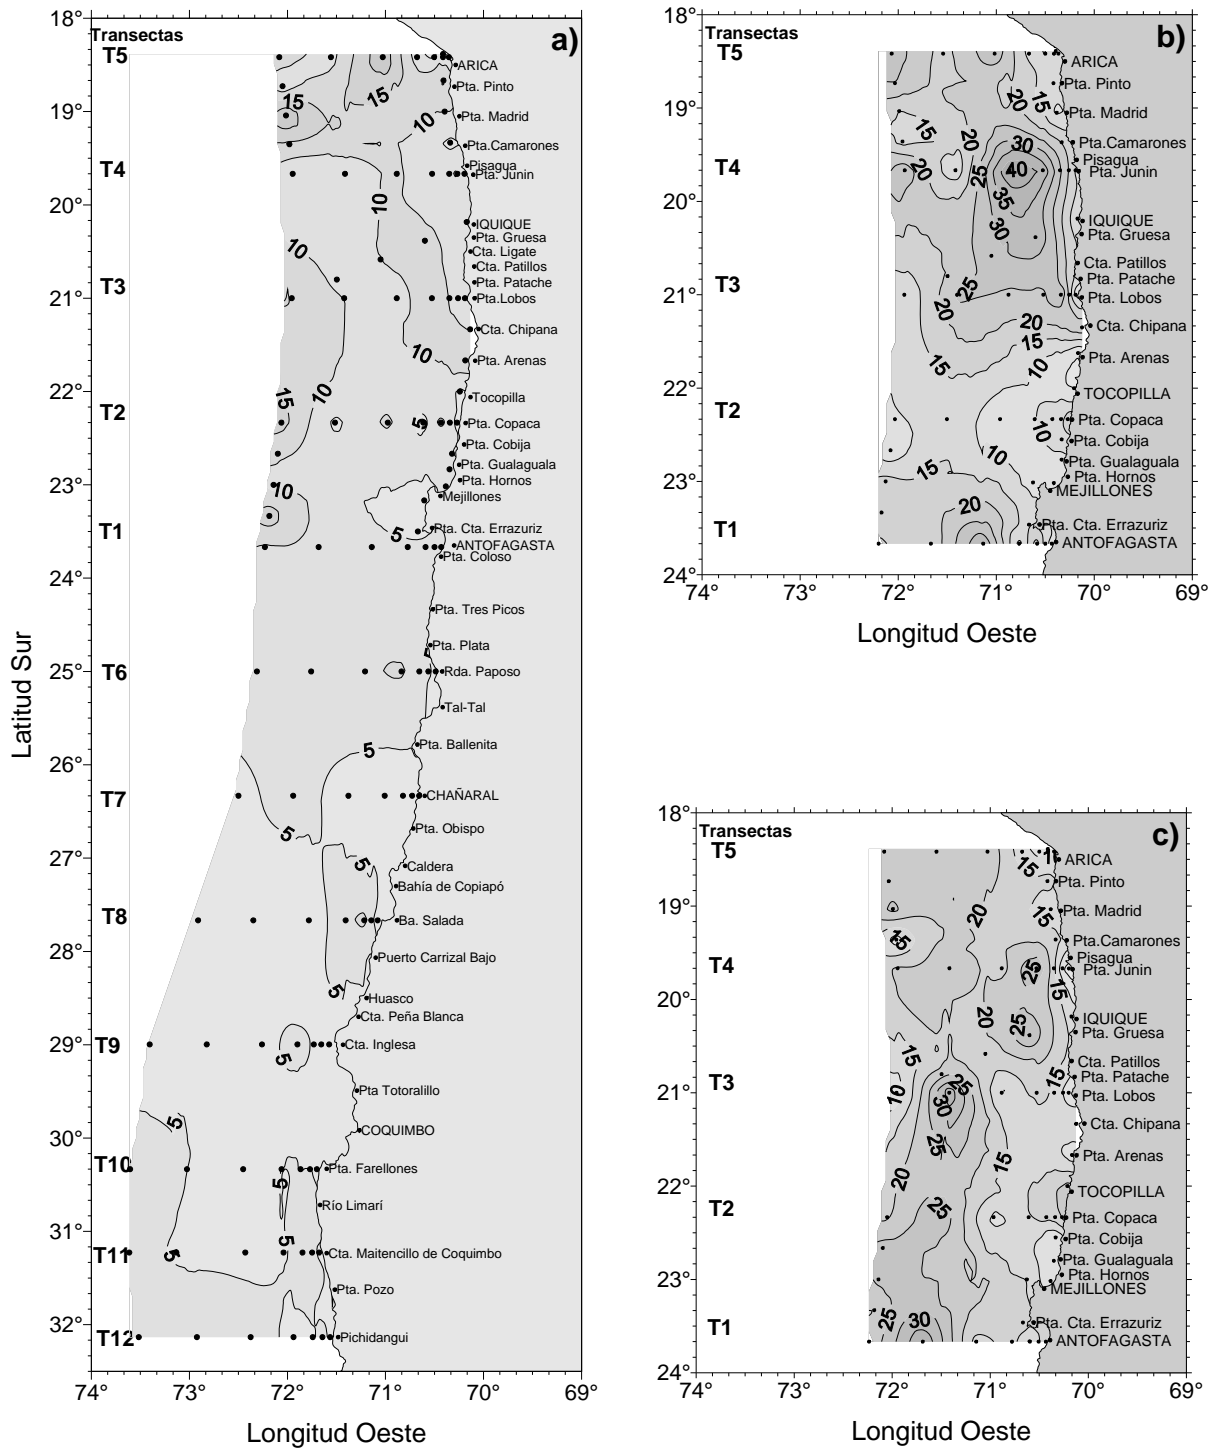 18°
Transectas
a)
T5
ARICA
Pta. Pinto
15
15
19°
10
Pta. Madrid
Pta.Camarones
T4
Pisagua
Pta. Junin
20°
10
IQUIQUE
Pta. Gruesa
10
Cta. Ligate
Cta. Patillos
T3
Pta. Patache
21°
Pta.Lobos
Cta. Chipana
10
Pta. Arenas
22°
10
15
Tocopilla
T2
5
Pta. Copaca
Pta. Cobija
Pta. Gualaguala
23°
10
Pta. Hornos
Mejillones
T1
5
Pta. Cta. Errazuriz
ANTOFAGASTA
Pta. Coloso
24°
Pta. Tres Picos
Pta. Plata
Latitud Sur
25°
T6
Rda. Paposo
Tal-Tal
5
Pta. Ballenita
26°
T7
CHAÑARAL
5
Pta. Obispo
27°
5
Caldera
Bahía de Copiapó
T8
Ba. Salada
28°
Puerto Carrizal Bajo
5
Huasco
Cta. Peña Blanca
29°
T9
5
Cta. Inglesa
Pta Totoralillo
5
30°
COQUIMBO
T10
Pta. Farellones
5
Río Limarí
31°
5
T11
5
Cta. Maitencillo de Coquimbo
Pta. Pozo
32°
T12
Pichidangui
74° 73° 72° 71° 70° 69°
Longitud Oeste
18°
Transectas
b)
T5
ARICA
Pta. Pinto
20
15
19°
15
Pta. Madrid
20
30
Pta.Camarones
T4
20
25
40
Pisagua
Pta. Junin
35
20°
30
IQUIQUE
Pta. Gruesa
Cta. Patillos
T3
25
Pta. Patache
21°
20
Pta. Lobos
20
Cta. Chipana
15
15
10
Pta. Arenas
22°
TOCOPILLA
T2
10
Pta. Copaca
Pta. Cobija
15
10
Pta. Gualaguala
23°
Pta. Hornos
MEJILLONES
20
T1
Pta. Cta. Errazuriz
ANTOFAGASTA
24°
74° 73° 72° 71° 70° 69°
Longitud Oeste
18°
Transectas
c)
T5
15
ARICA
Pta. Pinto
19°
20
15
Pta. Madrid
15
Pta.Camarones
T4
25
Pisagua
Pta. Junin
15
20°
20
25
IQUIQUE
Pta. Gruesa
15
Cta. Patillos
T3
25
15
Pta. Patache
21°
10
30
Pta. Lobos
Cta. Chipana
25
15
Pta. Arenas
22°
20
TOCOPILLA
T2
25
Pta. Copaca
Pta. Cobija
Pta. Gualaguala
23°
Pta. Hornos
MEJILLONES
T1
25
30
Pta. Cta. Errazuriz
ANTOFAGASTA
24°
74° 73° 72° 71° 70° 69°
Longitud Oeste